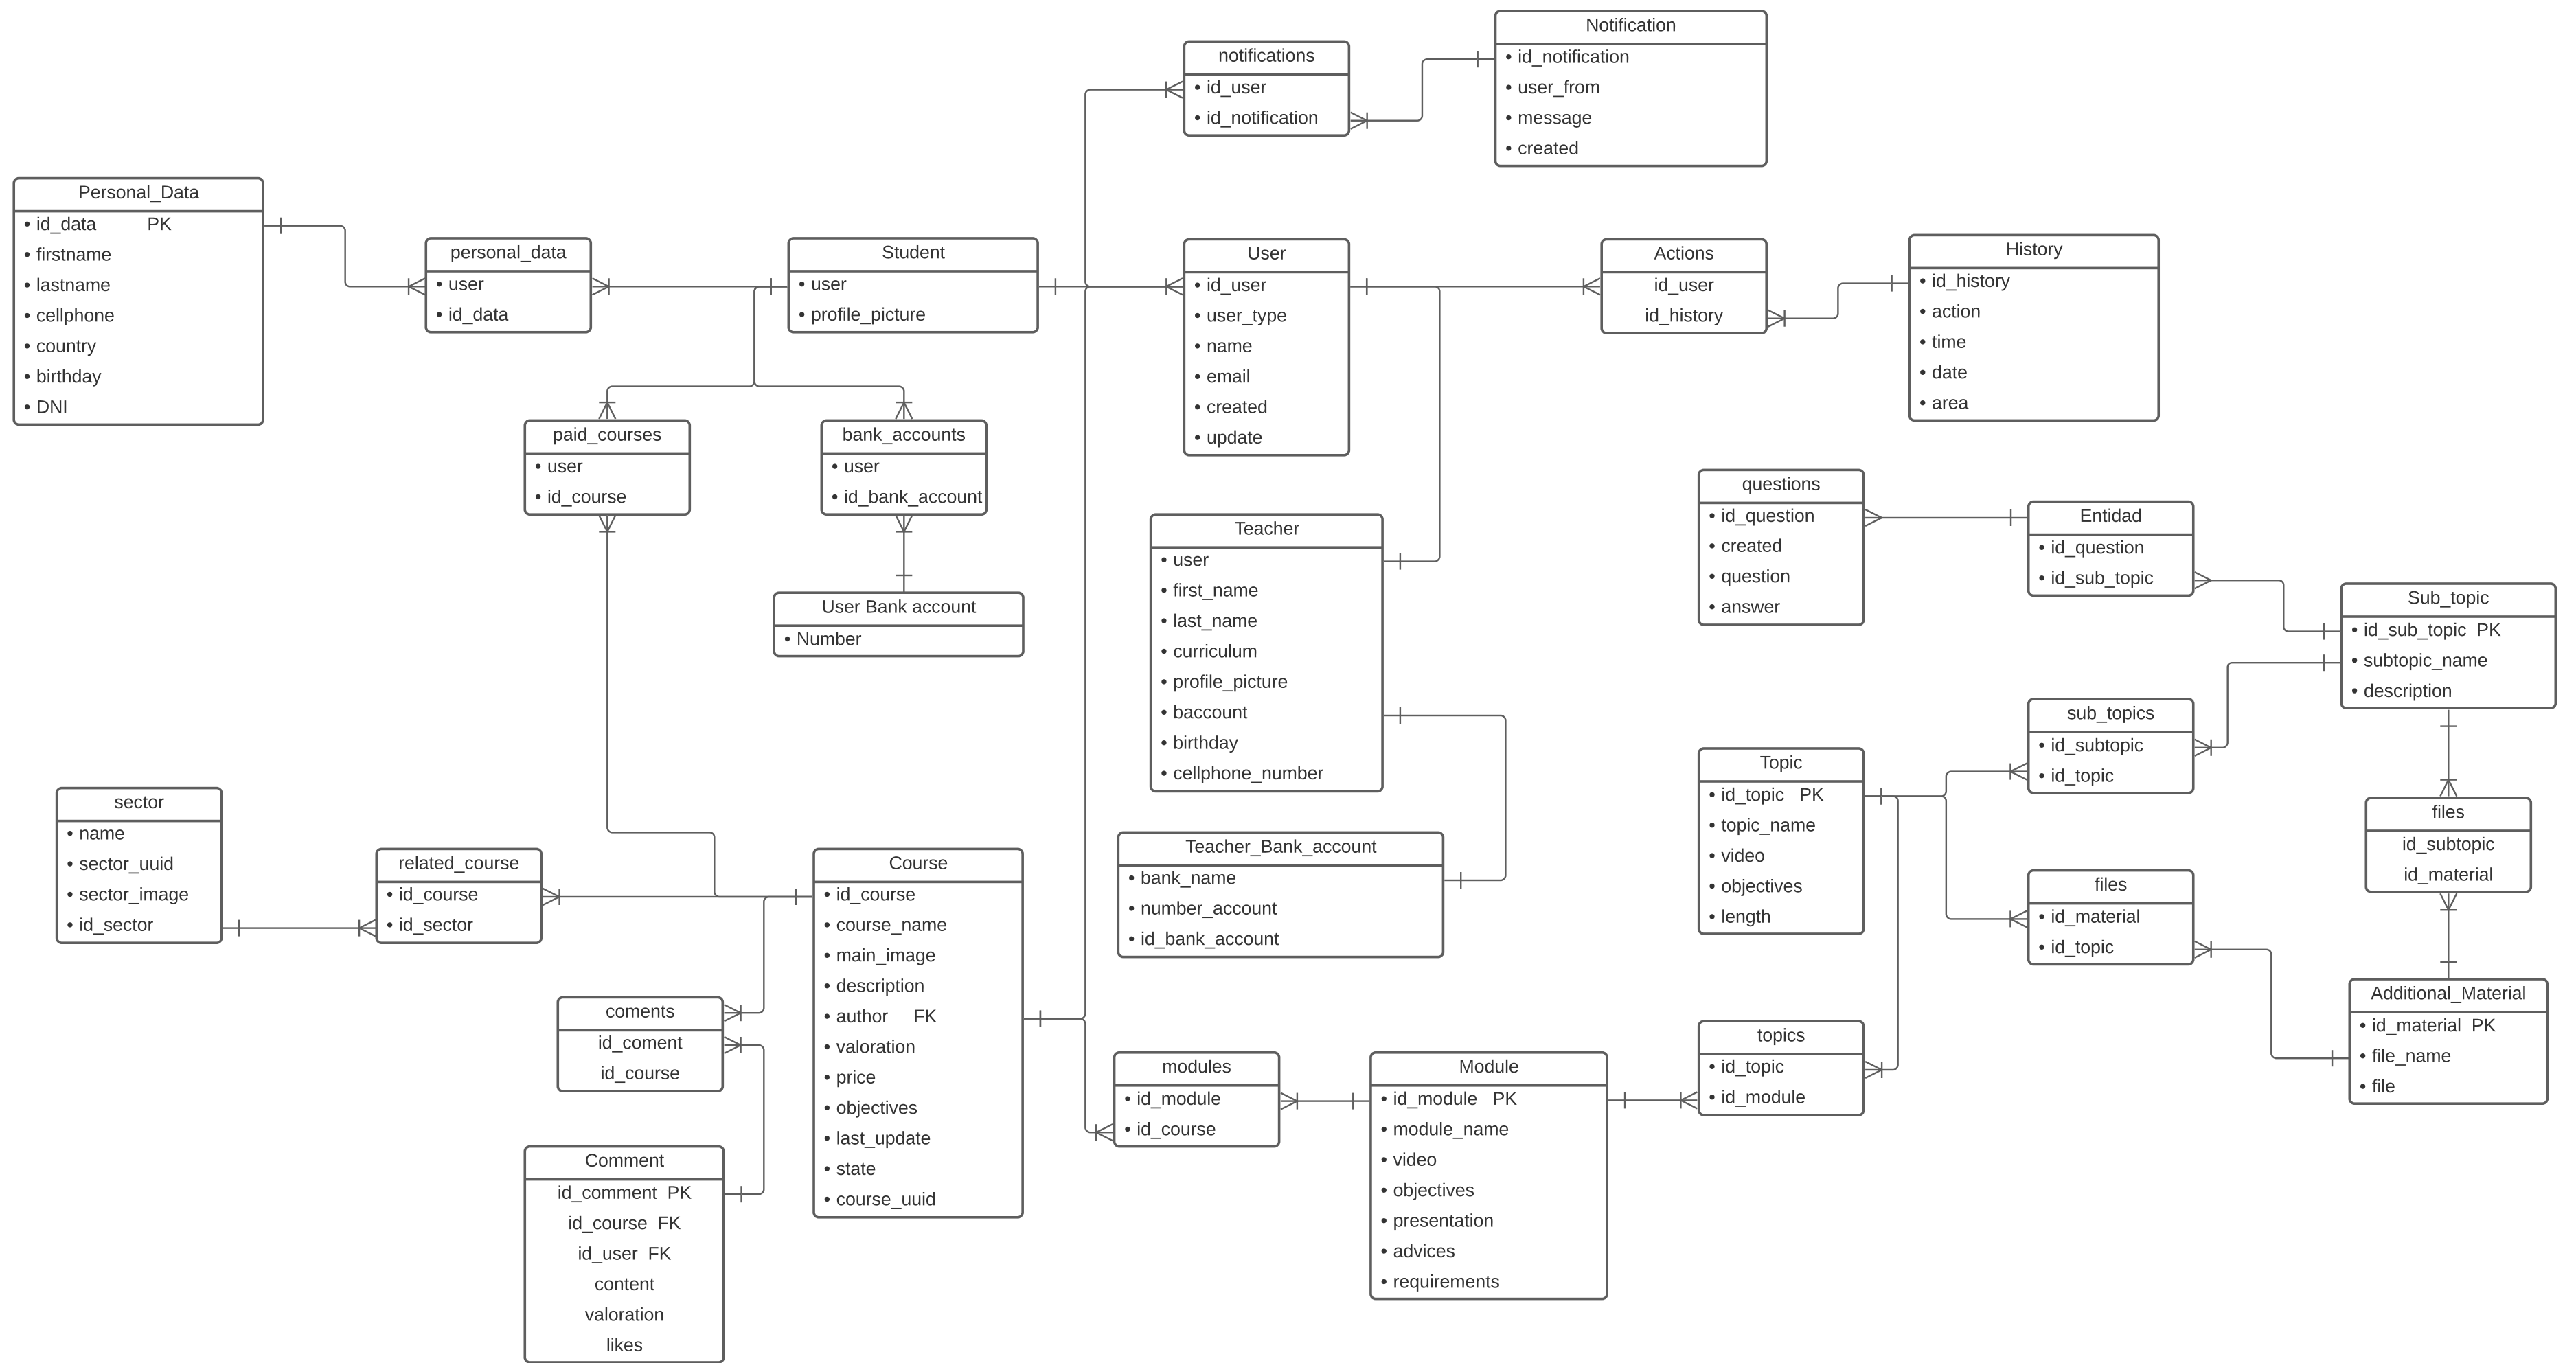 Notification
• id_notification
• user_from
• message
• created
notifications
• id_user
• id_notification
Personal_Data
• id_data PK
• firstname
• lastname
• cellphone
• country
• birthday
• DNI
personal_data
• user
• id_data
Student
• user
• profile_picture
User
• id_user
• user_type
• name
• email
• created
• update
Actions
id_user
id_history
History
• id_history
• action
• time
• date
• area
paid_courses
• user
• id_course
bank_accounts
• user
• id_bank_account
User Bank account
• Number
Teacher
• user
• first_name
• last_name
• curriculum
• profile_picture
• baccount
• birthday
• cellphone_number
questions
• id_question
• created
• question
• answer
Entidad
• id_question
• id_sub_topic
Sub_topic
• id_sub_topic PK
• subtopic_name
• description
sub_topics
• id_subtopic
• id_topic
Topic
• id_topic PK
• topic_name
• video
• objectives
• length
files
id_subtopic
id_material
files
• id_material
• id_topic
Additional_Material
• id_material PK
• file_name
• file
sector
• name
• sector_uuid
• sector_image
• id_sector
related_course
• id_course
• id_sector
Course
• id_course
• course_name
• main_image
• description
• author FK
• valoration
• price
• objectives
• last_update
• state
• course_uuid
Teacher_Bank_account
• bank_name
• number_account
• id_bank_account
coments
id_coment
id_course
Comment
id_comment PK
id_course FK
id_user FK
content
valoration
likes
modules
• id_module
• id_course
Module
• id_module PK
• module_name
• video
• objectives
• presentation
• advices
• requirements
topics
• id_topic
• id_module